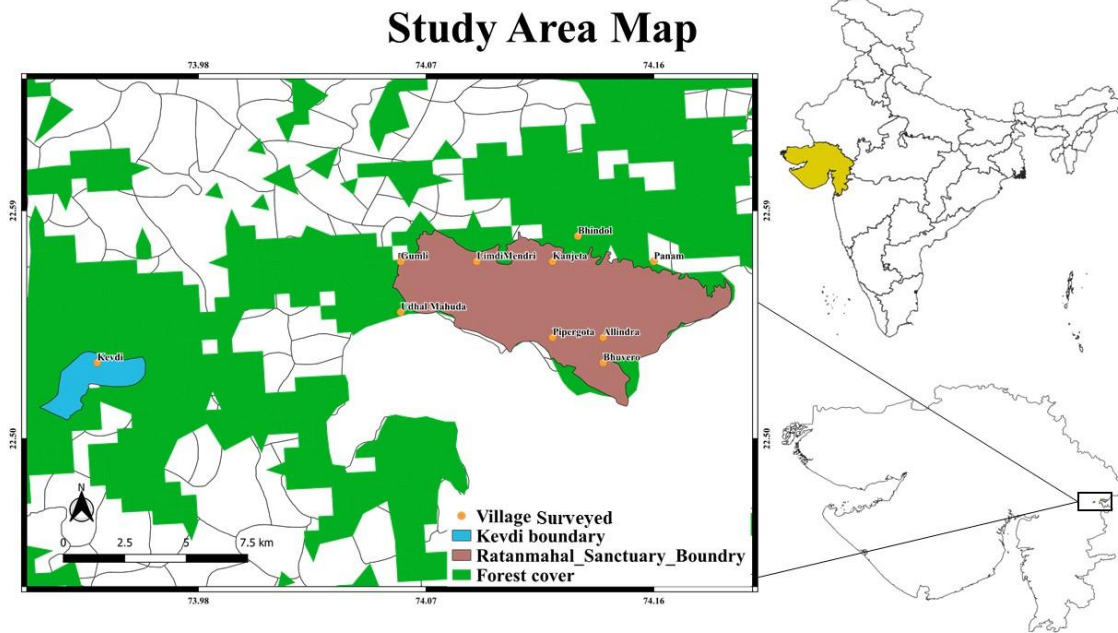 Study Area Map
73.98 74.07 74.16
22.59 22.59
Bhindol
Gumli LimdiMendri Kanjeta Panam
Udhal Mahuda
Pipergota Allindra
Kevdi Bhuvero
22.50 22.50
N
0 2.5 5 7.5 km
Village Surveyed
Kevdi boundary
Ratanmahal_Sanctuary_Boundry
Forest cover
73.98 74.07 74.16